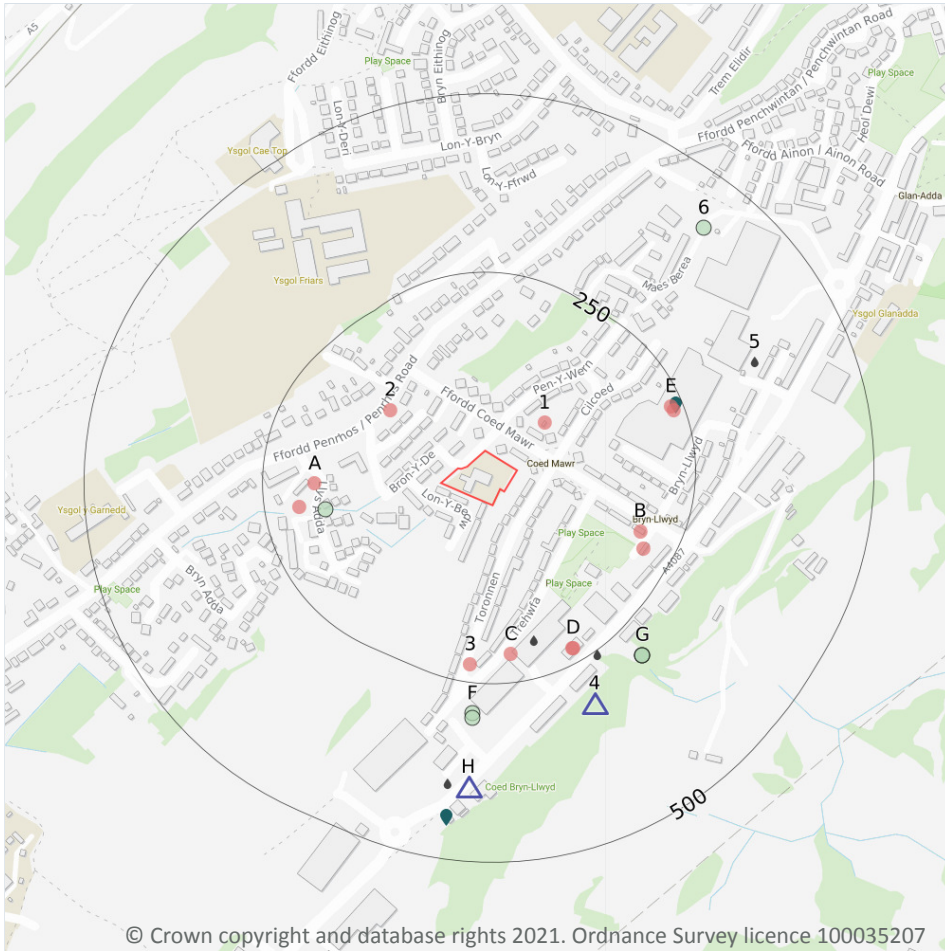 A5
Ffordd Eithinog
Bryn Eithinog
Play Space
Trem Elidir
Ffordd Penchwintan / Penchwintan Road
Play Space
Heol Dewi
Lon-Y-Deri
Lon-Y-Bryn
Ffordd Ainon / Ainon Road
Ysgol Cae Top
Lon-Y-Ffrwd
Glan-Adda
6
Ysgol Friars
Maes Berea
250
Ysgol Glanadda
5
Pen-Y-Wern
Cilcoed
E
2
Ffordd Penrhos / Penrhos Road
Ffordd Coed Mawr
1
Bron-Y-De
Coed Mawr
Bryn-Llwyd
A
Llys Adda
Lon-Y-Bedw
Ysgol y Garnedd
B
Bryn-Llwyd
Play Space
A4087
Bryn Adda
Play Space
Play Space
Toronnen
Trehwfa
C
D
G
3
4
F
H
Coed Bryn-Llwyd
500
© Crown copyright and database rights 2021. Ordnance Survey licence 100035207